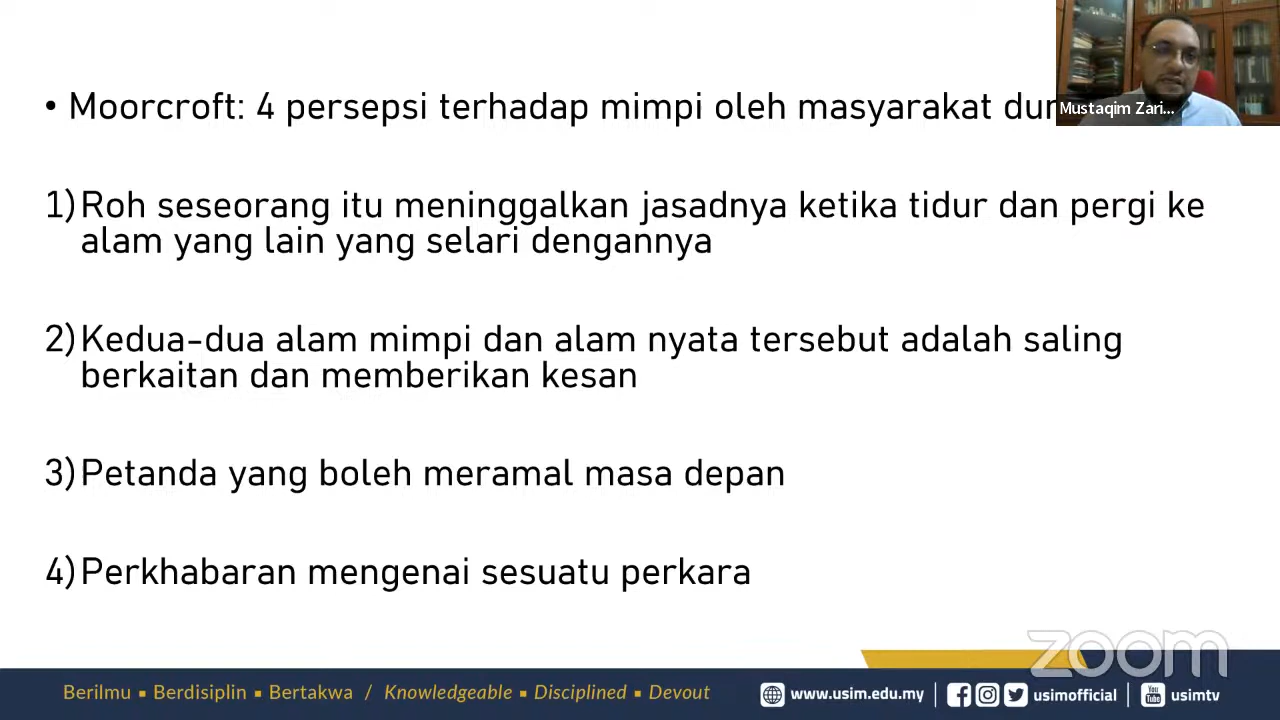 • Moorcroft: 4 persepsi terhadap mimpi oleh masyarakat
Mustaqim Zari...
1) Roh seseorang itu meninggalkan jasadnya ketika tidur dan pergi ke
alam yang lain yang selari dengannya
2) Kedua-dua alam mimpi dan alam nyata tersebut adalah saling
berkaitan dan memberikan kesan
3) Petanda yang boleh meramal masa depan
4) Perkhabaran mengenai sesuatu perkara
zoom
Berilmu ▪ Berdisiplin ▪ Bertakwa / Knowledgeable ▪ Disciplined ▪ Devout www.usim.edu.my | usimofficial | You Tube usimtv